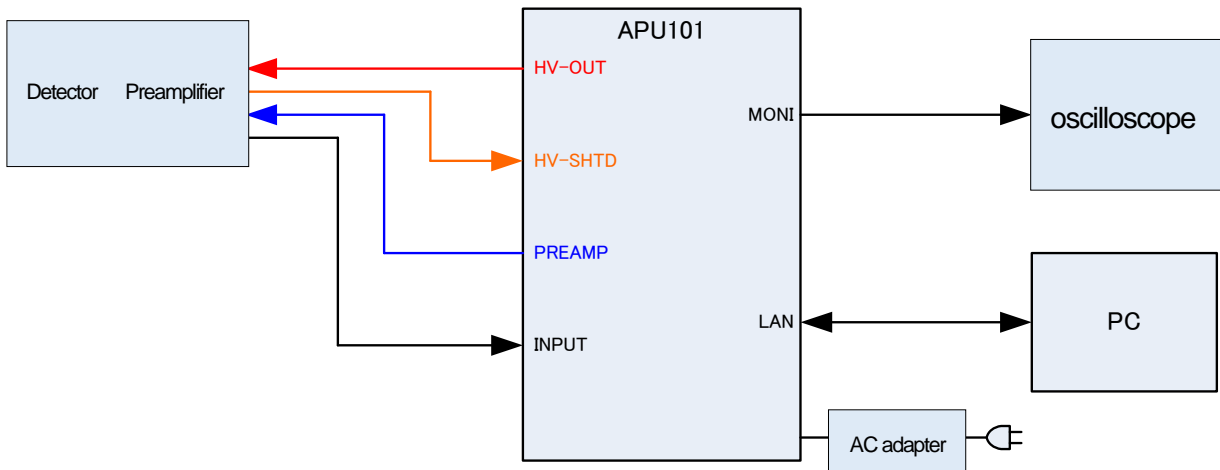 APU101
Detector Preamplifier
HV-OUT
HV-SHTD
PREAMP
INPUT
MONI
LAN
oscilloscope
PC
AC adapter